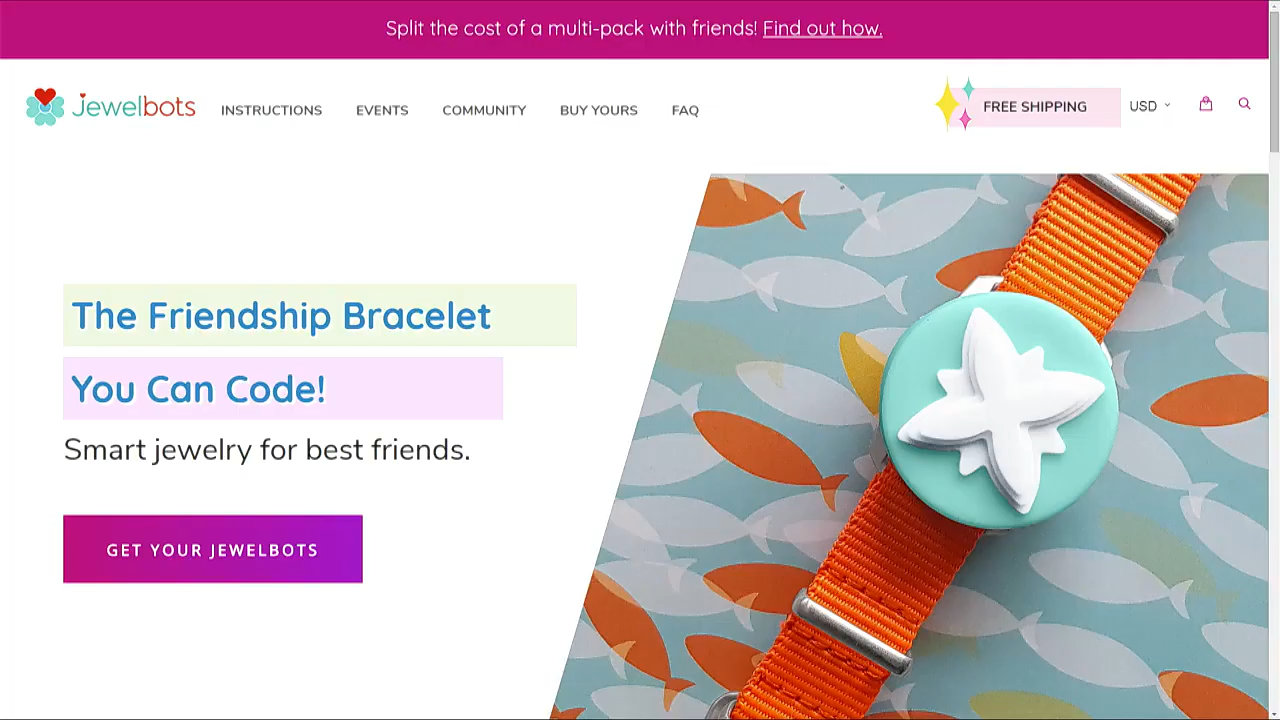 Split the cost of a multi-pack with friends! Find out how.
Jewelbots INSTRUCTIONS EVENTS COMMUNITY BUY YOURS FAQ FREE SHIPPING USD
The Friendship Bracelet
You Can Code!
Smart jewelry for best friends.
GET YOUR JEWELBOTS